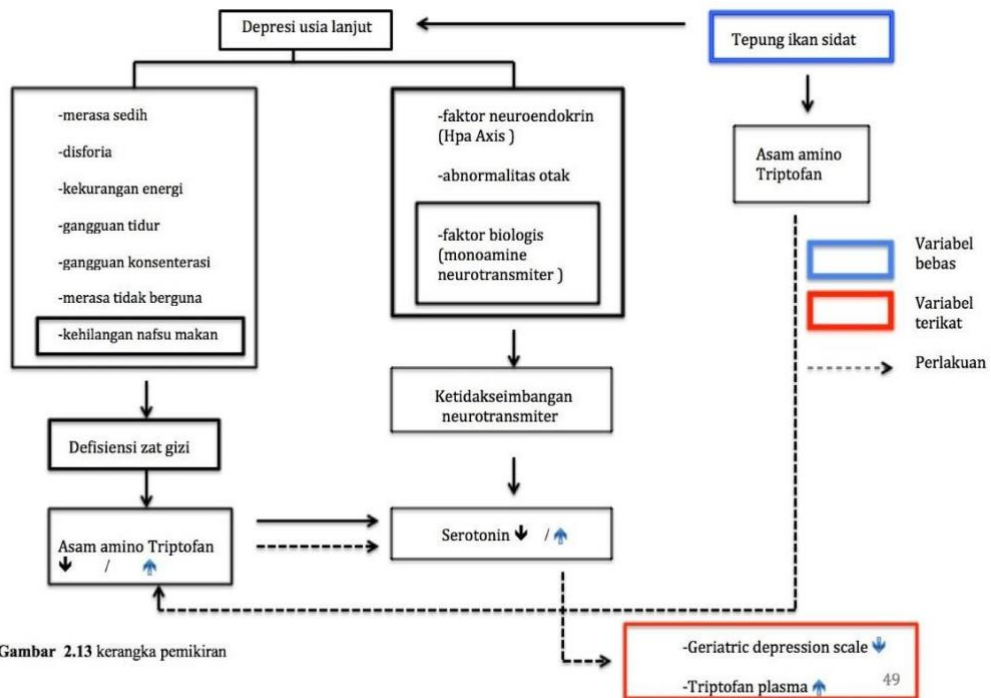 Depresi usia lanjut
Tepung ikan sidat
-merasa sedih
-disforia
-kekurangan energi
-gangguan tidur
-gangguan konsenterasi
-merasa tidak berguna
-kehilangan nafsu makan
-faktor neuroendokrin
(Hpa Axis )
-abnormalitas otak
-faktor biologis
(monoamine
neurotransmiter )
Asam amino
Triptofan
Variabel
bebas
Variabel
terikat
Perlakuan
Ketidakseimbangan
neurotransmiter
Defisiensi zat gizi
Asam amino Triptofan
🡻 / 🡹
Serotonin 🡻 / 🡹
Gambar 2.13 kerangka pemikiran
-Geriatric depression scale 🡻
-Triptofan plasma 🡹
49